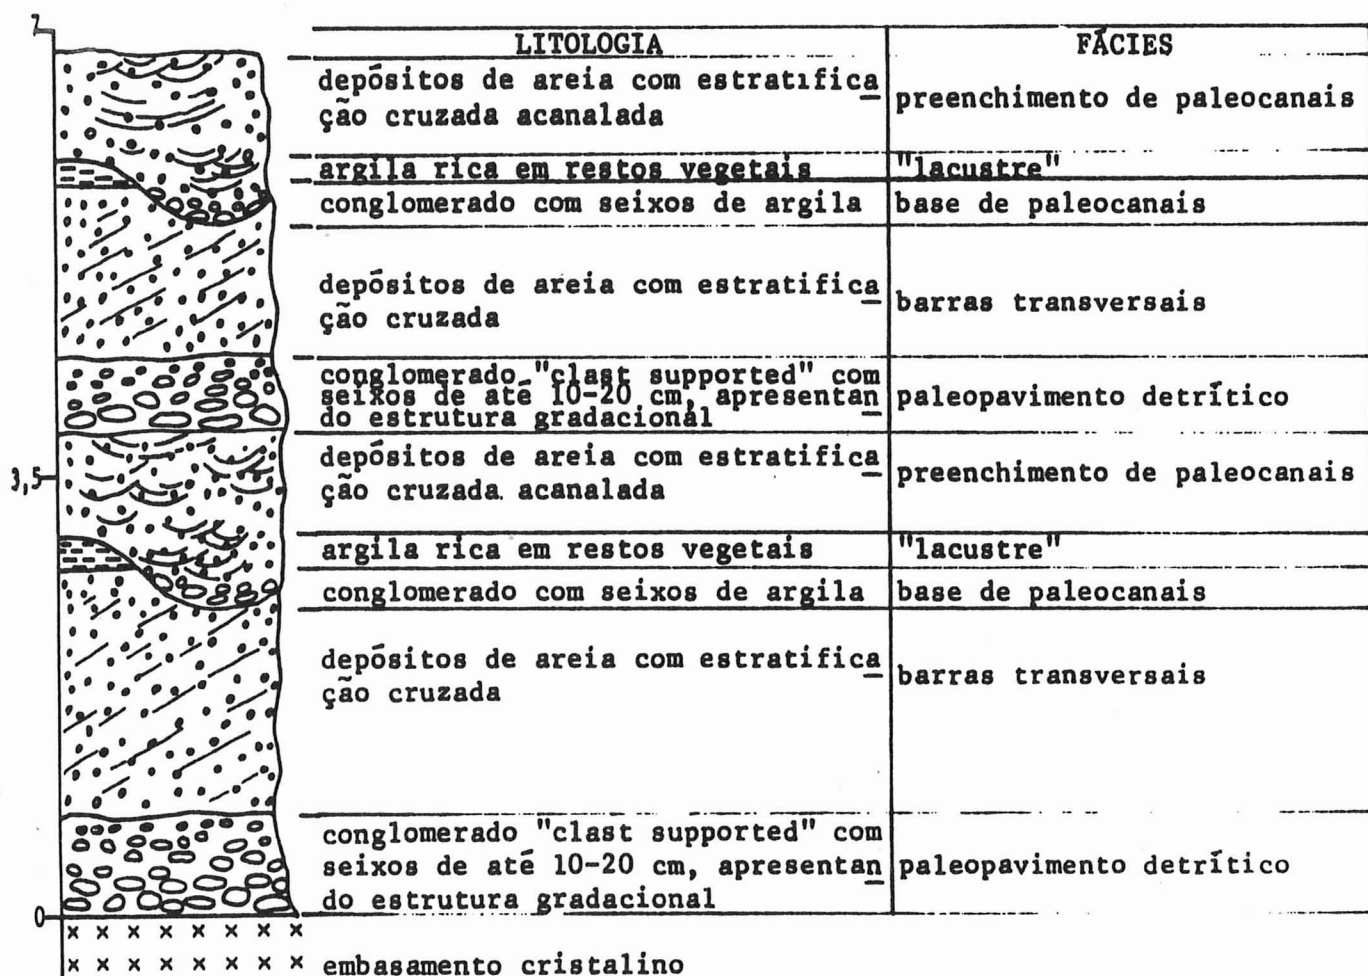 7
LITOLOGIA FÁCIES
depósitos de areia com estratifica
ção cruzada acanalada
preenchimento de paleocanais
argila rica em restos vegetais "lacustre"
conglomerado com seixos de argila base de paleocanais
depósitos de areia com estratifica
ção cruzada
barras transversais
conglomerado "clast supported" com
seixos de até 10-20 cm, apresentan
do estrutura gradacional
paleopavimento detrítico
3,5
depósitos de areia com estratifica
ção cruzada acanalada
preenchimento de paleocanais
argila rica em restos vegetais "lacustre"
conglomerado com seixos de argila base de paleocanais
depósitos de areia com estratifica
ção cruzada
barras transversais
conglomerado "clast supported" com
seixos de até 10-20 cm, apresentan
do estrutura gradacional
paleopavimento detrítico
0
embasamento cristalino